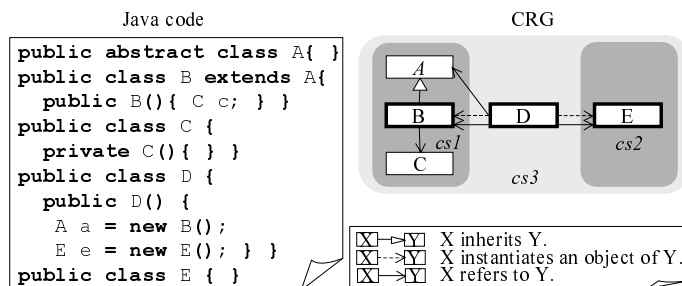 Java code
public abstract class A{ }
public class B extends A{
public B(){ C c; } }
public class C {
private C(){ } }
public class D {
public D() {
A a = new B();
E e = new E(); } }
public class E { }
CRG
A
B
D
E
cs1
cs2
C
cs3
X Y X inherits Y.
X Y X instantiates an object of Y.
X Y X refers to Y.